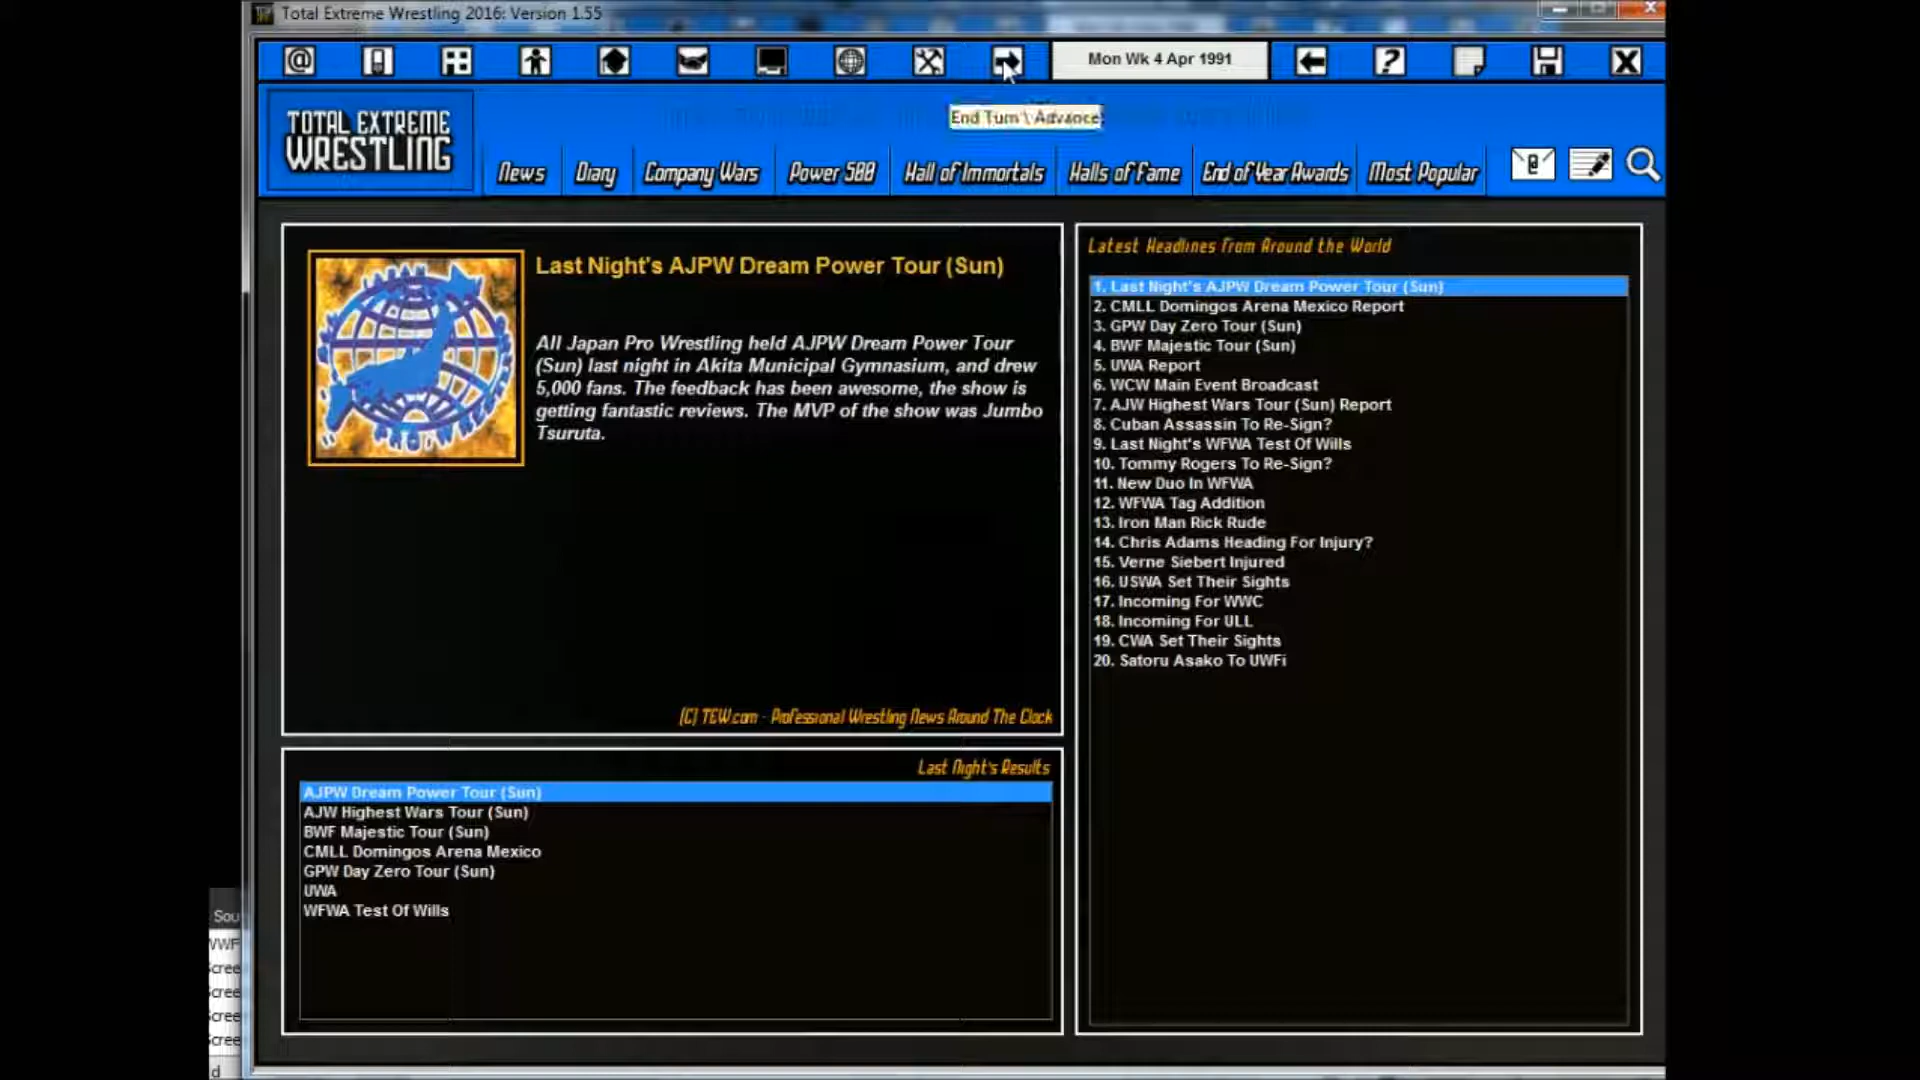 Total Extreme Wrestling 2016: Version 1.55
Mon Wk 4 Apr 1991
End Turn \ Advance
TOTAL EXTREME
WRESTLING
News
Diary
Company Wars
Power 500
Hall of Immortals
Halls of Fame
End of Year Awards
Most Popular
Last Night's AJPW Dream Power Tour (Sun)
All Japan Pro Wrestling held AJPW Dream Power Tour
(Sun) last night in Akita Municipal Gymnasium, and drew
5,000 fans. The feedback has been awesome, the show is
getting fantastic reviews. The MVP of the show was Jumbo
Tsuruta.
(C) TEW.com - Professional Wrestling News Around The Clock
Latest Headlines From Around the World
1. Last Night's AJPW Dream Power Tour (Sun)
2. CMLL Domingos Arena Mexico Report
3. GPW Day Zero Tour (Sun)
4. BWF Majestic Tour (Sun)
5. UWA Report
6. WCW Main Event Broadcast
7. AJW Highest Wars Tour (Sun) Report
8. Cuban Assassin To Re-Sign?
9. Last Night's WFWA Test Of Wills
10. Tommy Rogers To Re-Sign?
11. New Duo In WFWA
12. WFWA Tag Addition
13. Iron Man Rick Rude
14. Chris Adams Heading For Injury?
15. Verne Siebert Injured
16. USWA Set Their Sights
17. Incoming For WWC
18. Incoming For ULL
19. CWA Set Their Sights
20. Satoru Asako To UWFi
Last Night's Results
AJPW Dream Power Tour (Sun)
AJW Highest Wars Tour (Sun)
BWF Majestic Tour (Sun)
CMLL Domingos Arena Mexico
GPW Day Zero Tour (Sun)
UWA
WFWA Test Of Wills
Sou
WWF
Scree
Scree
Scree
Scree
d